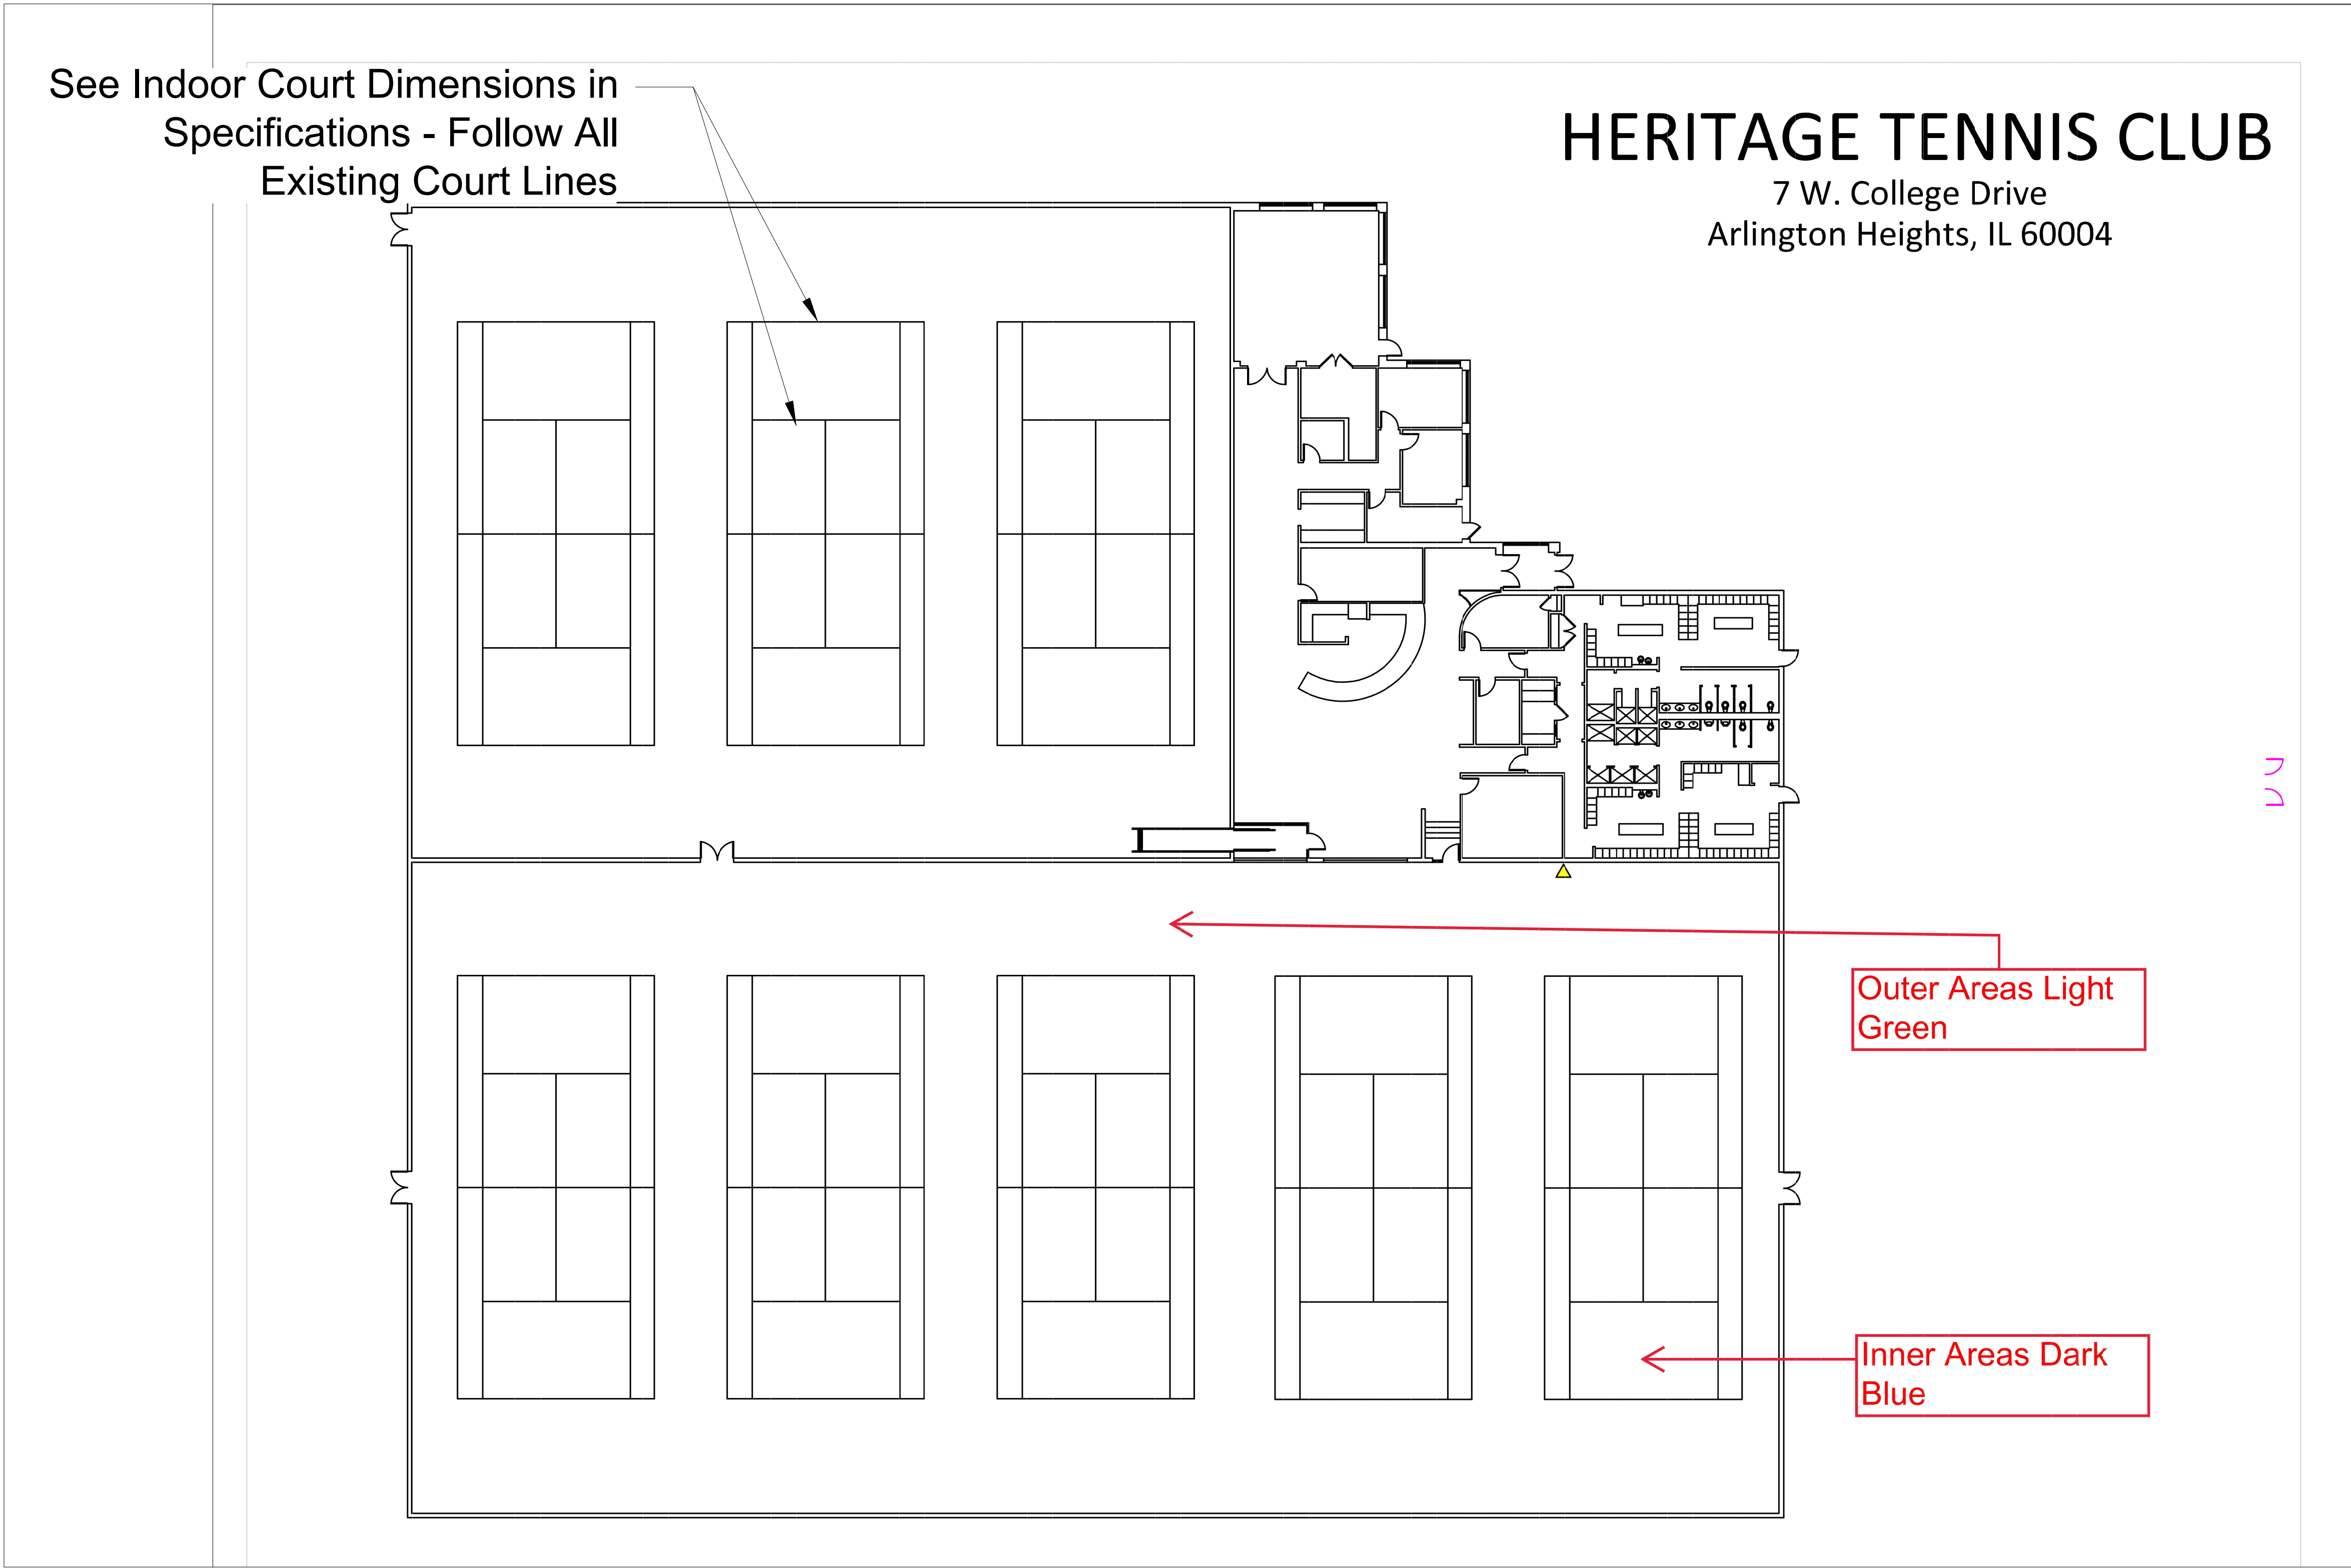 See Indoor Court Dimensions in
Specifications - Follow All
Existing Court Lines
HERITAGE TENNIS CLUB
7 W. College Drive
Arlington Heights, IL 60004
Outer Areas Light
Green
Inner Areas Dark
Blue